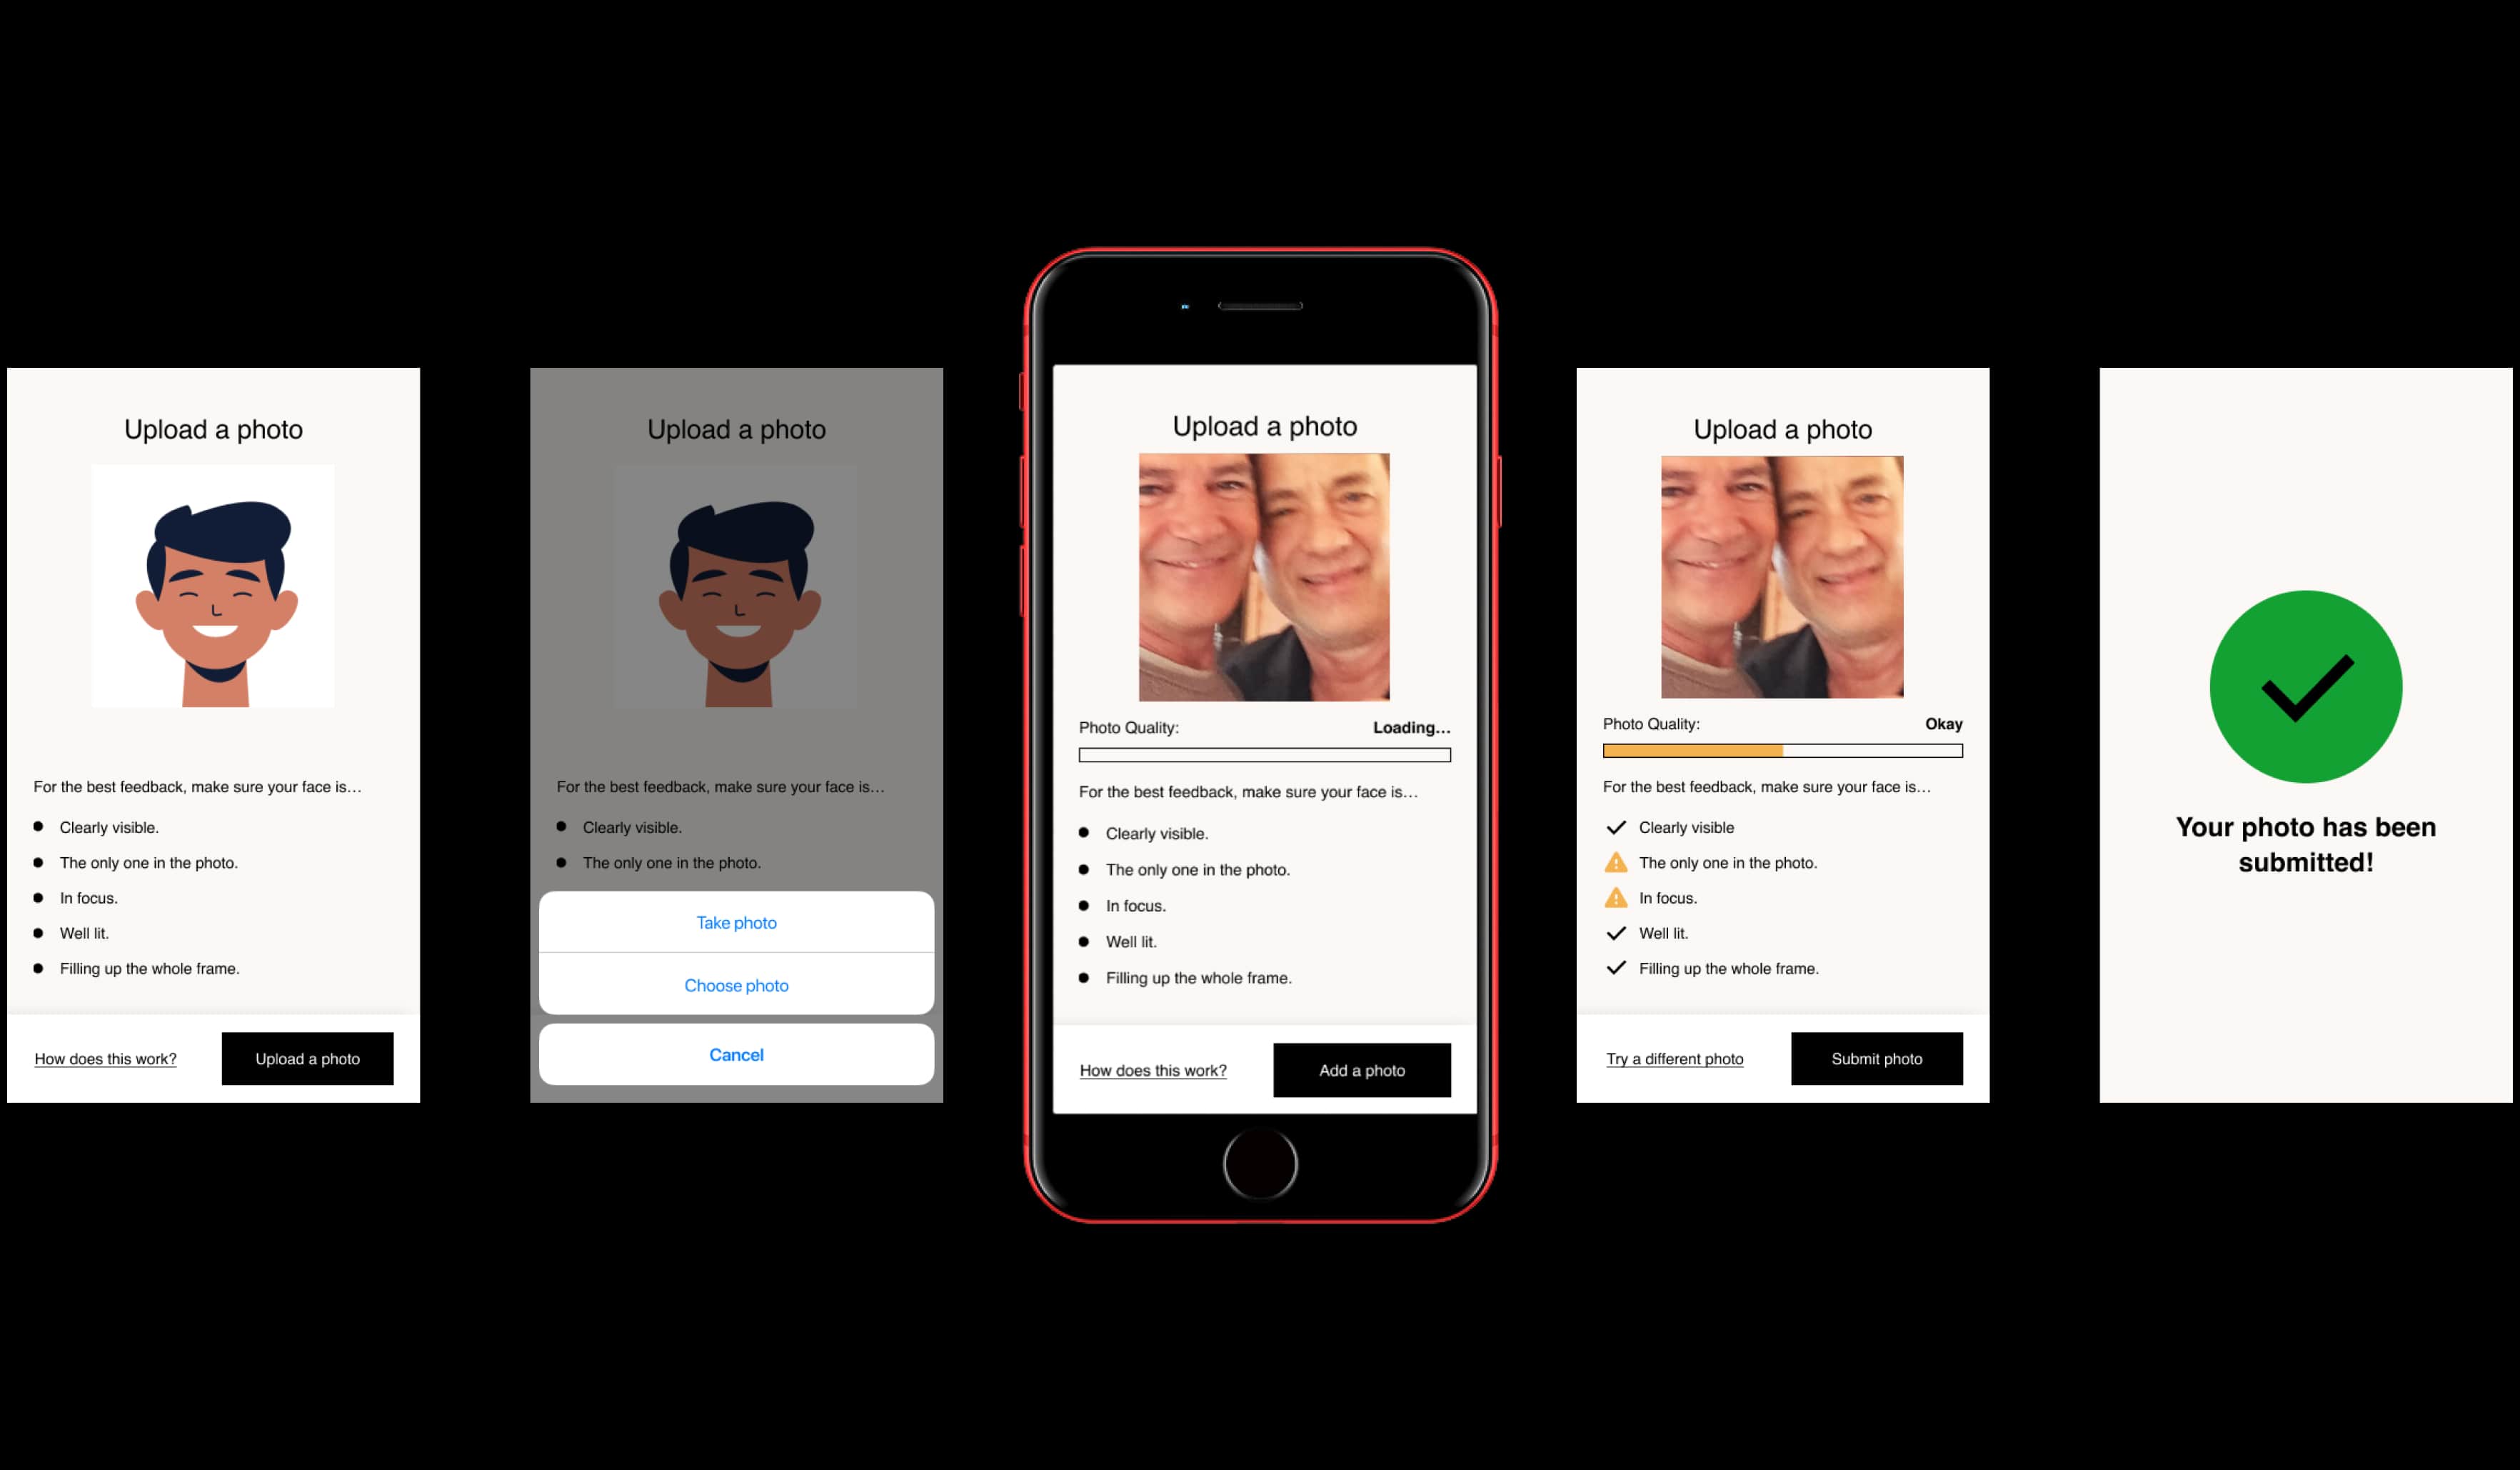 Upload a photo
For the best feedback, make sure your face is...
Clearly visible.
The only one in the photo.
In focus.
Well lit.
Filling up the whole frame.
How does this work?
Upload a photo
Upload a photo
For the best feedback, make sure your face is...
Clearly visible.
The only one in the photo.
Take photo
Choose photo
Cancel
Upload a photo
Photo Quality: Loading...
For the best feedback, make sure your face is...
Clearly visible.
The only one in the photo.
In focus.
Well lit.
Filling up the whole frame.
How does this work?
Add a photo
Upload a photo
Photo Quality: Okay
For the best feedback, make sure your face is...
Clearly visible
The only one in the photo.
In focus.
Well lit.
Filling up the whole frame.
Try a different photo
Submit photo
Your photo has been
submitted!